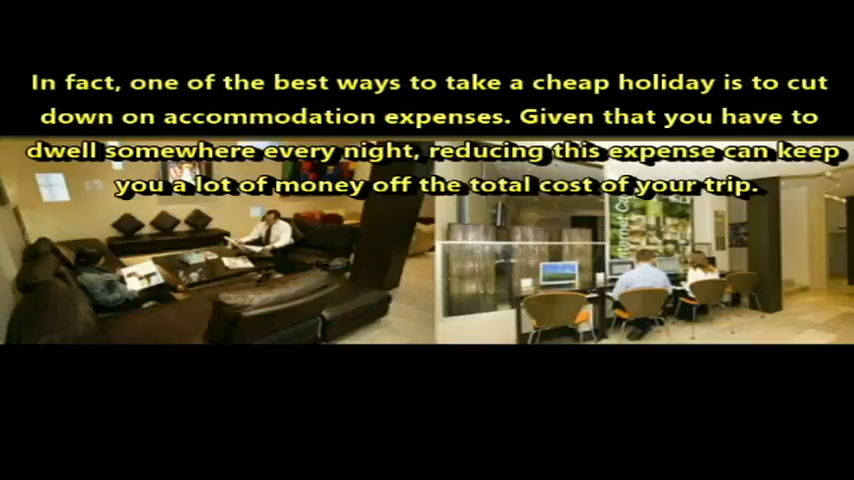 In fact, one of the best ways to take a cheap holiday is to cut
down on accommodation expenses. Given that you have to
dwell somewhere every night, reducing this expense can keep
you a lot of money off the total cost of your trip.